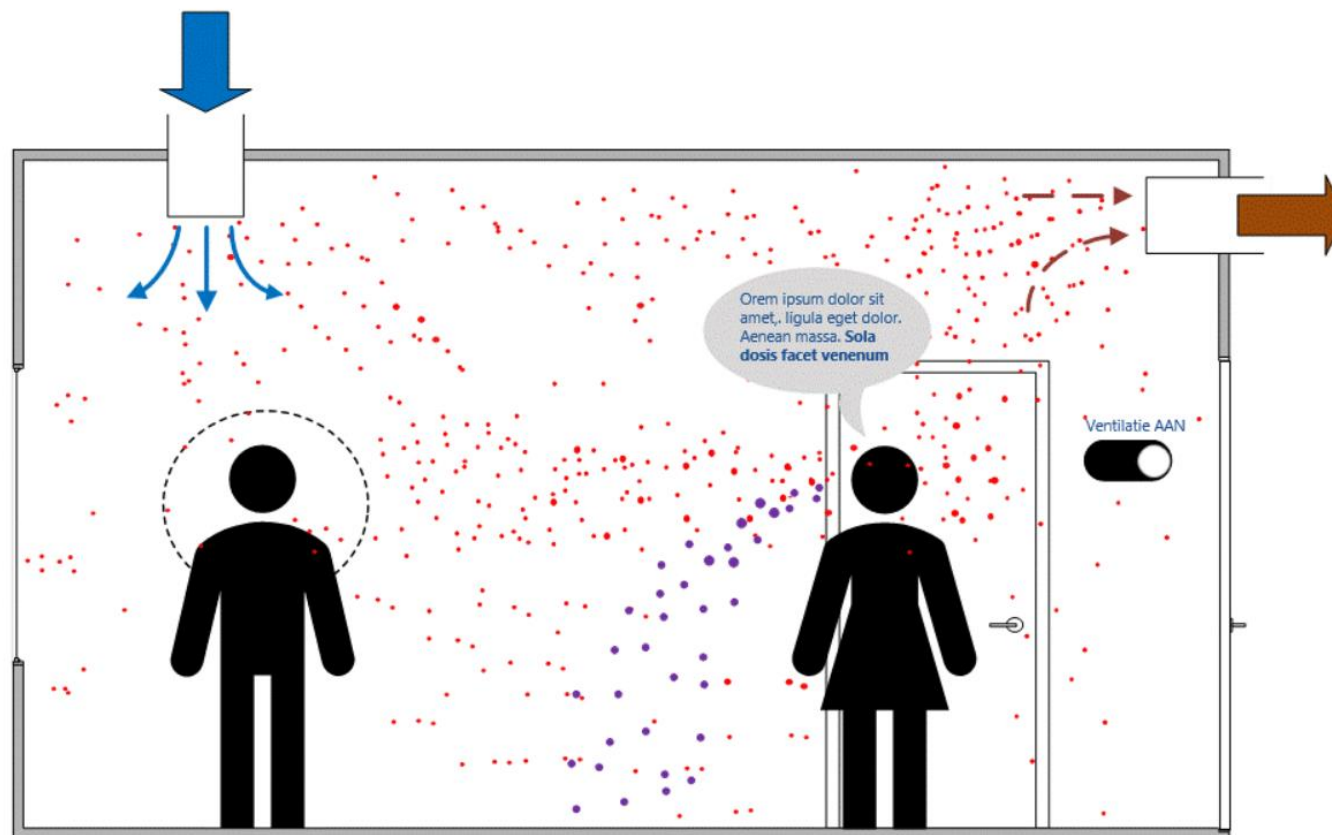 Orem ipsum dolor sit
amet,. ligula eget dolor.
Aenean massa. Sola
dosis facet venenum
Ventilatie AAN